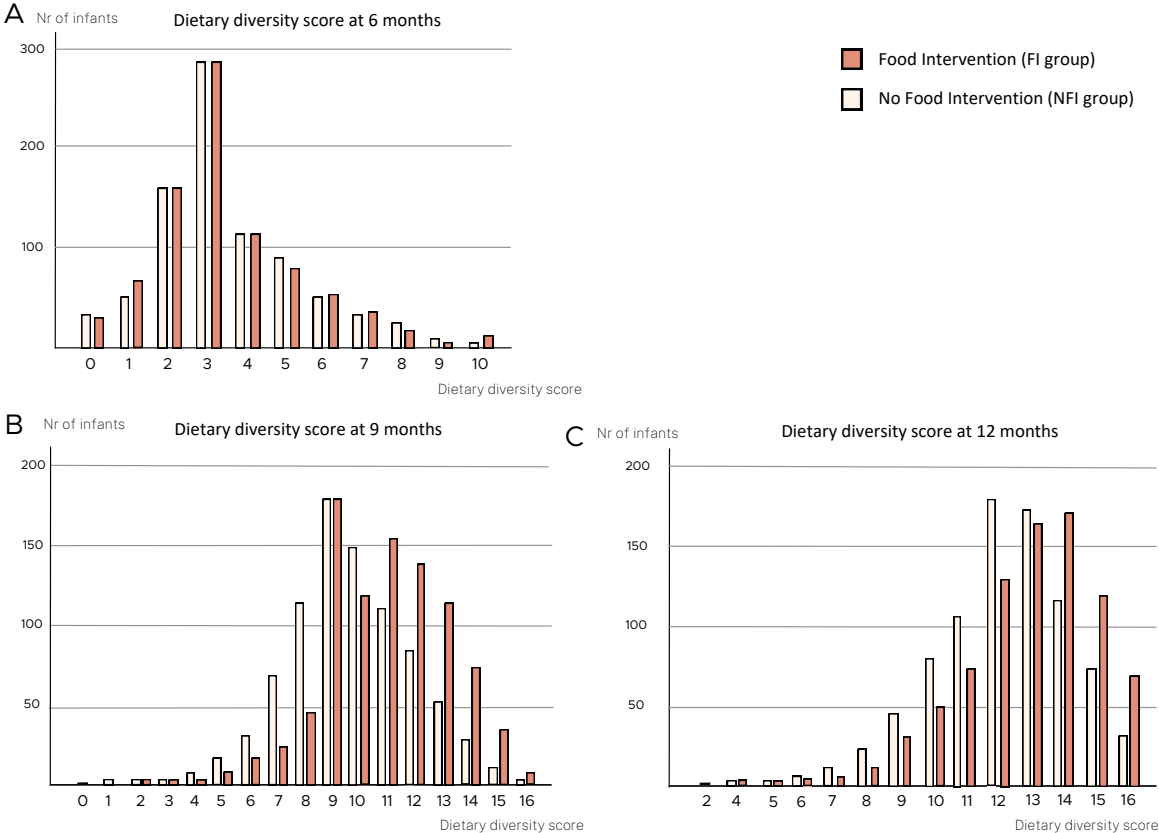 A
Nr of infants
Dietary diversity score at 6 months
300
200
100
0 1 2 3 4 5 6 7 8 9 10
Dietary diversity score
Food Intervention (FI group)
No Food Intervention (NFI group)
B
Nr of infants
Dietary diversity score at 9 months
200
150
100
50
0 1 2 3 4 5 6 7 8 9 10 11 12 13 14 15 16
Dietary diversity score
C
Nr of infants
Dietary diversity score at 12 months
200
150
100
50
2 4 5 6 7 8 9 10 11 12 13 14 15 16
Dietary diversity score